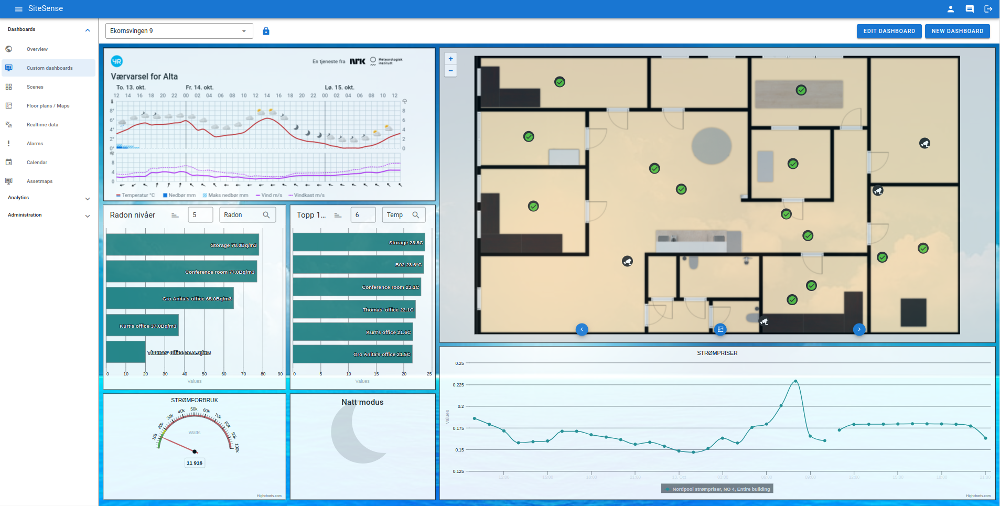 SiteSense
Dashboards
Overview
Custom dashboards
Scenes
Floor plans / Maps
Realtime data
Alarms
Calendar
Assetmaps
Analytics
Administration
Ekornsvingen 9
EDIT DASHBOARD
NEW DASHBOARD
YR
En tjeneste fra NRK Meteorologisk institutt
Værvarsel for Alta
To. 13. okt. Fr. 14. okt. Lø. 15. okt.
12 14 16 18 20 22 00 02 04 06 08 10 12 14 16 18 20 22 00 02 04 06 08 10 12
8° 8
6° 6
4° 4
2° 2
0° 0
8
4
0
Temperatur °C Nedbør mm Maks nedbør mm Vind m/s Vindkast m/s
+
−
Radon nivåer 5 Radon
Storage 78.0Bq/m3
Conference room 77.0Bq/m3
Gro Anita's office 65.0Bq/m3
Kurt's office 37.0Bq/m3
Thomas' office 20.0Bq/m3
0 10 20 30 40 50 60 70 80 90
Values
Topp 1... 6 Temp
Storage 23.8C
B02 23.6°C
Conference room 23.1C
Thomas' office 22.1C
Kurt's office 21.6C
Gro Anita's office 21.5C
0 5 10 15 20 25
Values
STRØMFORBRUK
10k 20k 30k 40k 50k 60k 70k 80k 90k 100k
Watts
11 916
Highcharts.com
Natt modus
STRØMPRISER
0.25
0.225
0.2
0.175
0.15
0.125
Values
12:00 15:00 18:00 21:00 13. Oct 03:00 06:00 09:00 12:00 15:00 18:00 21:00
Nordpool strømpriser, NO 4, Entire building
Highcharts.com